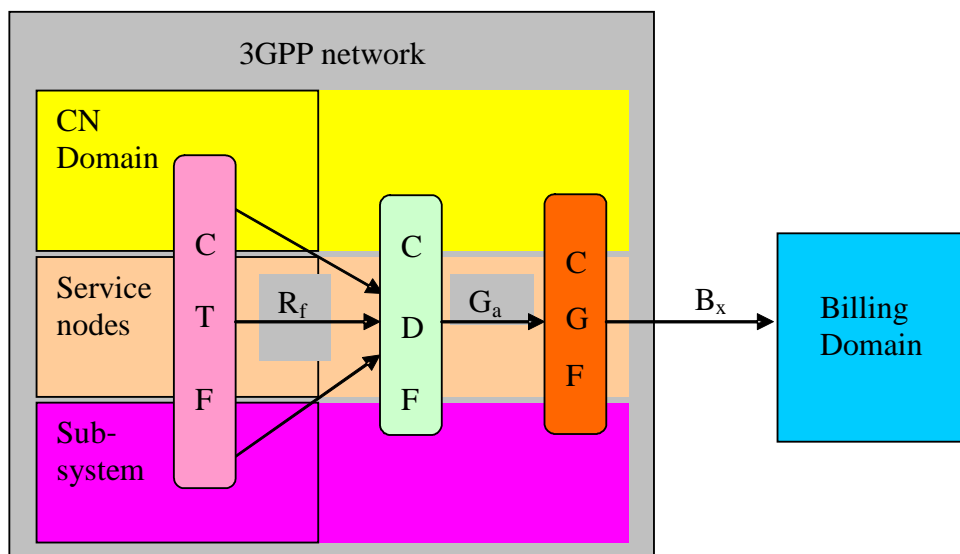 3GPP network
CN
Domain
C
T
F
C
D
F
C
G
F
Service
nodes
Rf
Ga
Bx
Billing
Domain
Sub-
system